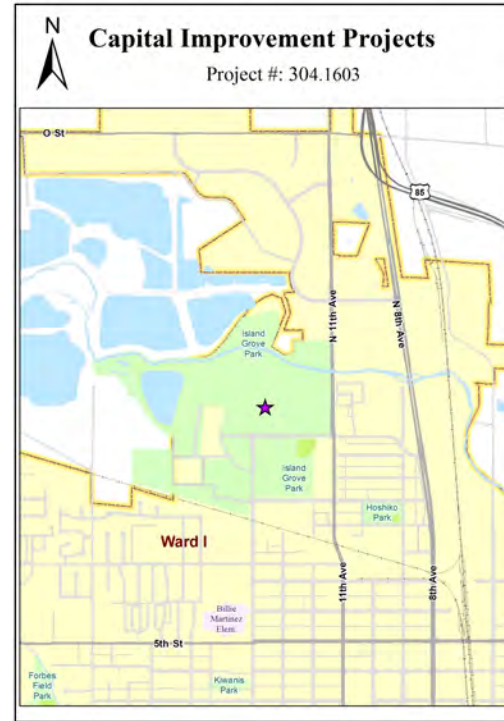 N
Capital Improvement Projects
Project #: 304.1603
O St
85
N 11th Ave
N 8th Ave
Island
Grove
Park
Island
Grove
Park
Hoshiko
Park
Ward I
11th Ave
8th Ave
Billie
Martinez
Elem.
5th St
Forbes
Field
Park
Kiwanis
Park